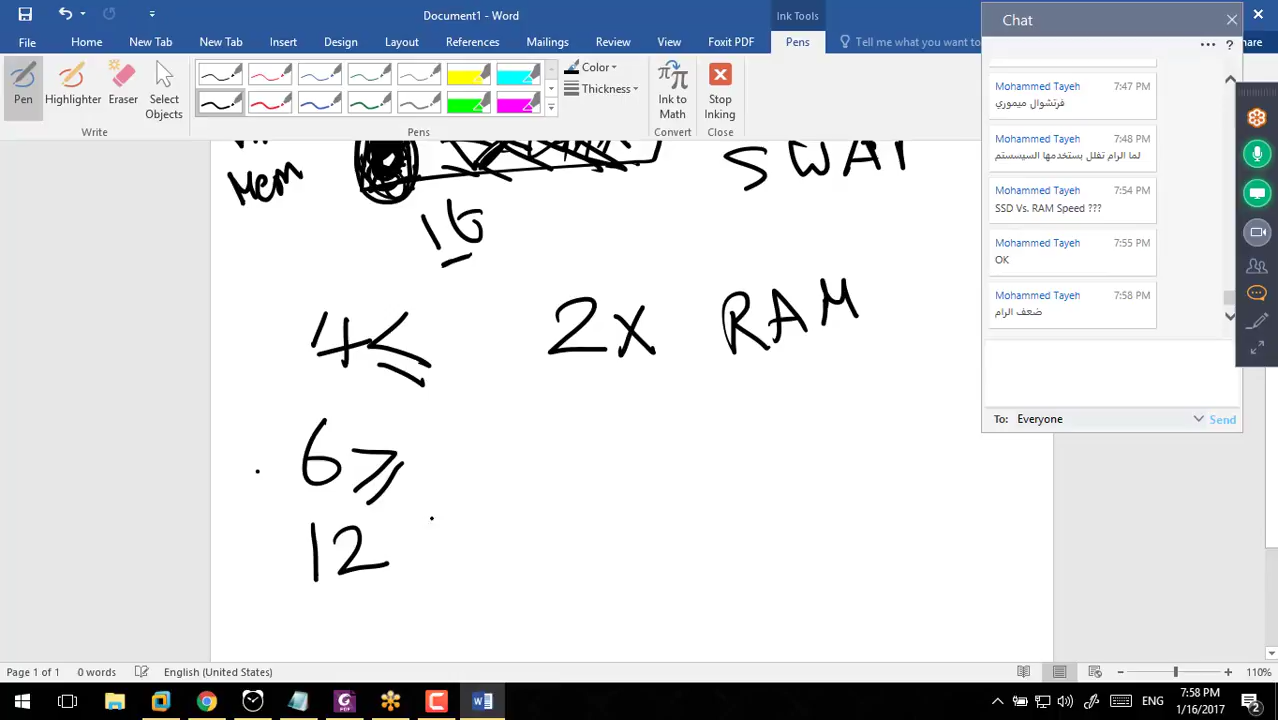 Document1 - Word
Ink Tools
File
Home
New Tab
New Tab
Insert
Design
Layout
References
Mailings
Review
View
Foxit PDF
Pens
Tell me what you want
Pen
Highlighter
Eraser
Select
Objects
Color
Thickness
Ink to
Math
Stop
Inking
Write
Pens
Convert
Close
Chat
Mohammed Tayeh 7:47 PM
فرتشوال ميموري
Mohammed Tayeh 7:48 PM
لما الرام تفلل بستخدمها السيسستم
Mohammed Tayeh 7:54 PM
SSD Vs. RAM Speed ???
Mohammed Tayeh 7:55 PM
OK
Mohammed Tayeh 7:58 PM
ضعف الرام
To: Everyone
Send
Mem
SWAP
16
4≤ 2x RAM
6≥
12
Page 1 of 1
0 words
English (United States)
110%
ENG
7:58 PM
1/16/2017
2